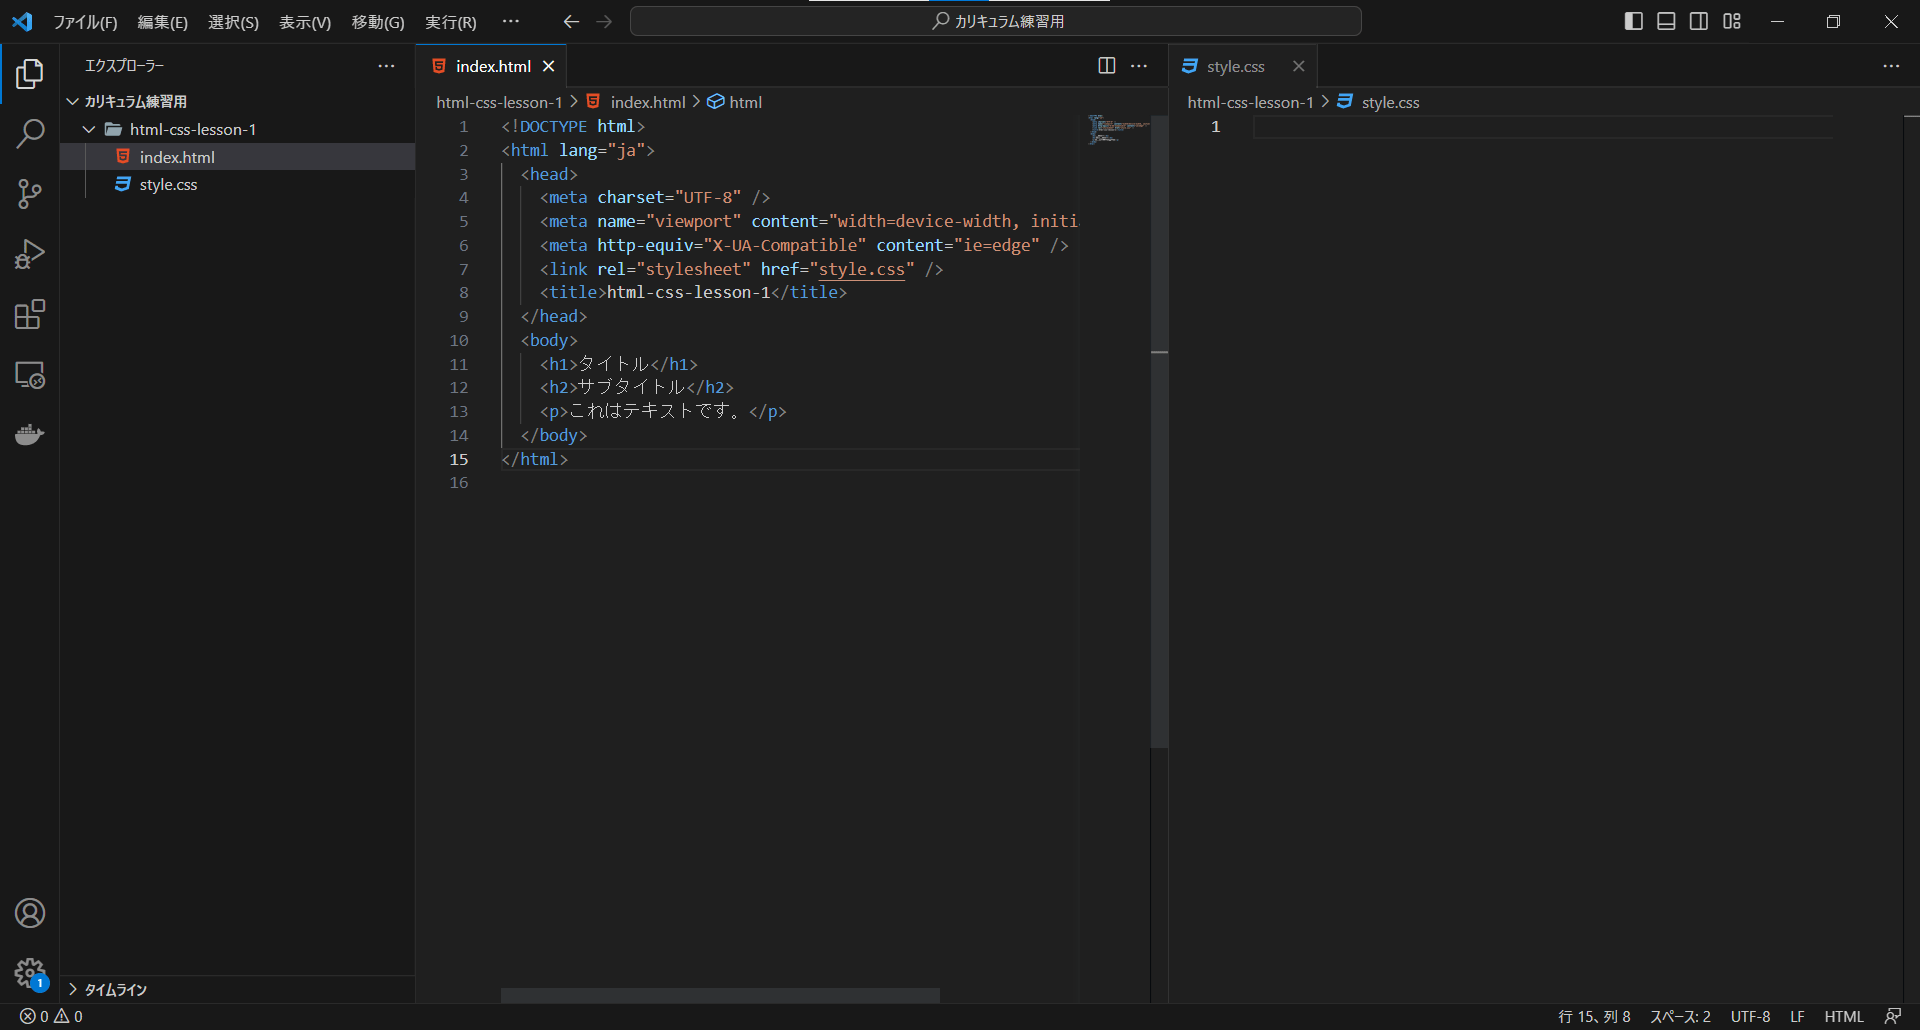 ファイル(F) 編集(E) 選択(S) 表示(V) 移動(G) 実行(R) ··· カリキュラム練習用
エクスプローラー ···
カリキュラム練習用
html-css-lesson-1
index.html
style.css
タイムライン
index.html
html-css-lesson-1 > index.html > html
1 <!DOCTYPE html>
2 <html lang="ja">
3 <head>
4 <meta charset="UTF-8" />
5 <meta name="viewport" content="width=device-width, initi
6 <meta http-equiv="X-UA-Compatible" content="ie=edge" />
7 <link rel="stylesheet" href="style.css" />
8 <title>html-css-lesson-1</title>
9 </head>
10 <body>
11 <h1>タイトル</h1>
12 <h2>サブタイトル</h2>
13 <p>これはテキストです。</p>
14 </body>
15 </html>
16
style.css
html-css-lesson-1 > style.css
1
1
0 0 行 15、列 8 スペース: 2 UTF-8 LF HTML